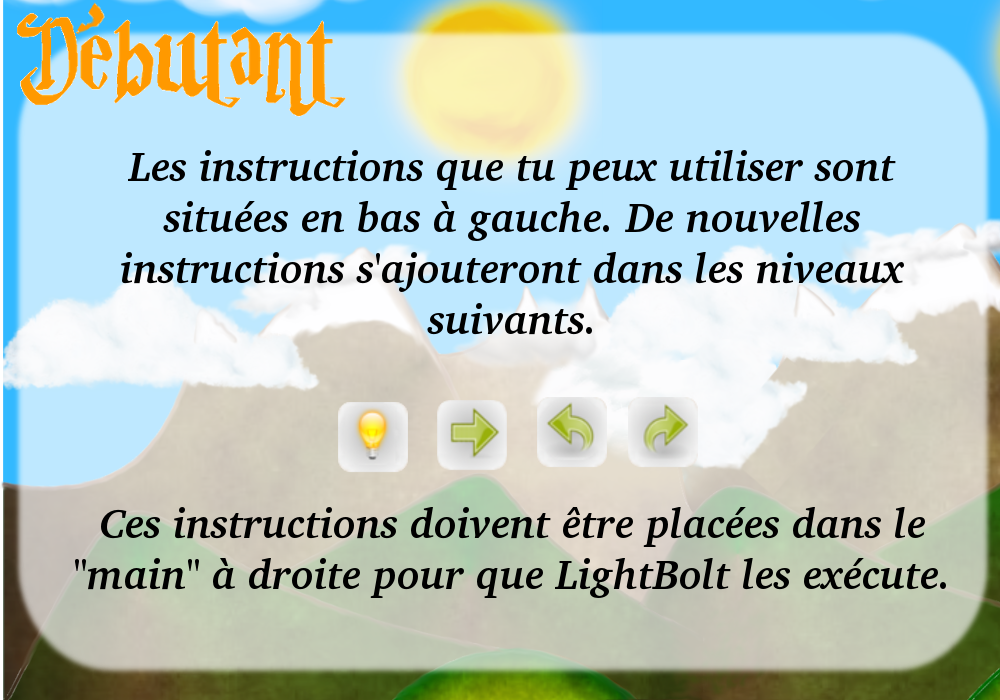 Débutant
Les instructions que tu peux utiliser sont
situées en bas à gauche. De nouvelles
instructions s'ajouteront dans les niveaux
suivants.
Ces instructions doivent être placées dans le
"main" à droite pour que LightBolt les exécute.